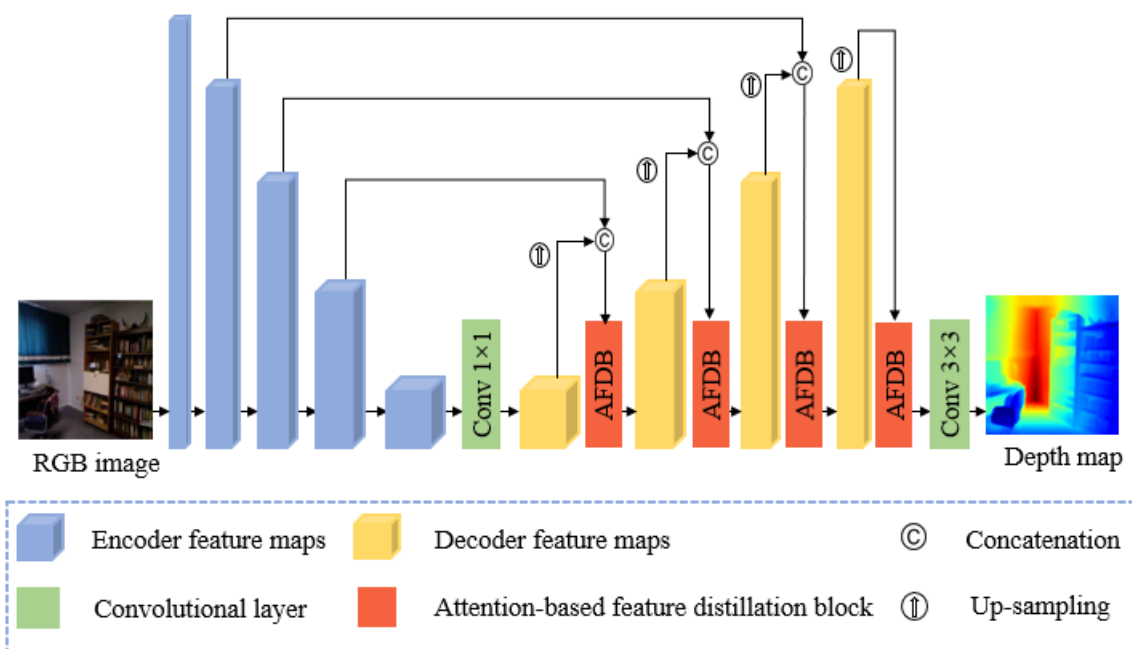 C
C
C
C
Conv 1×1
AFDB
AFDB
AFDB
AFDB
Conv 3×3
RGB image
Depth map
Encoder feature maps
Decoder feature maps
C
Concatenation
Convolutional layer
Attention-based feature distillation block
Up-sampling